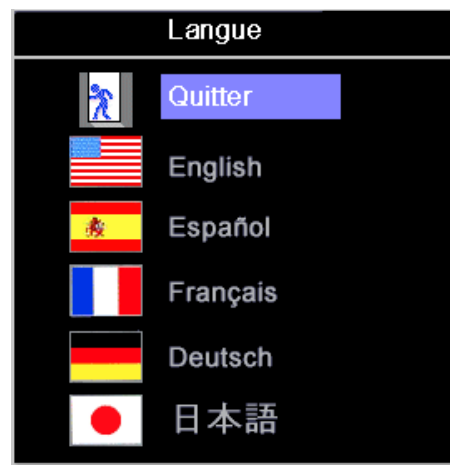 Langue
Quitter
English
Español
Français
Deutsch
日本語